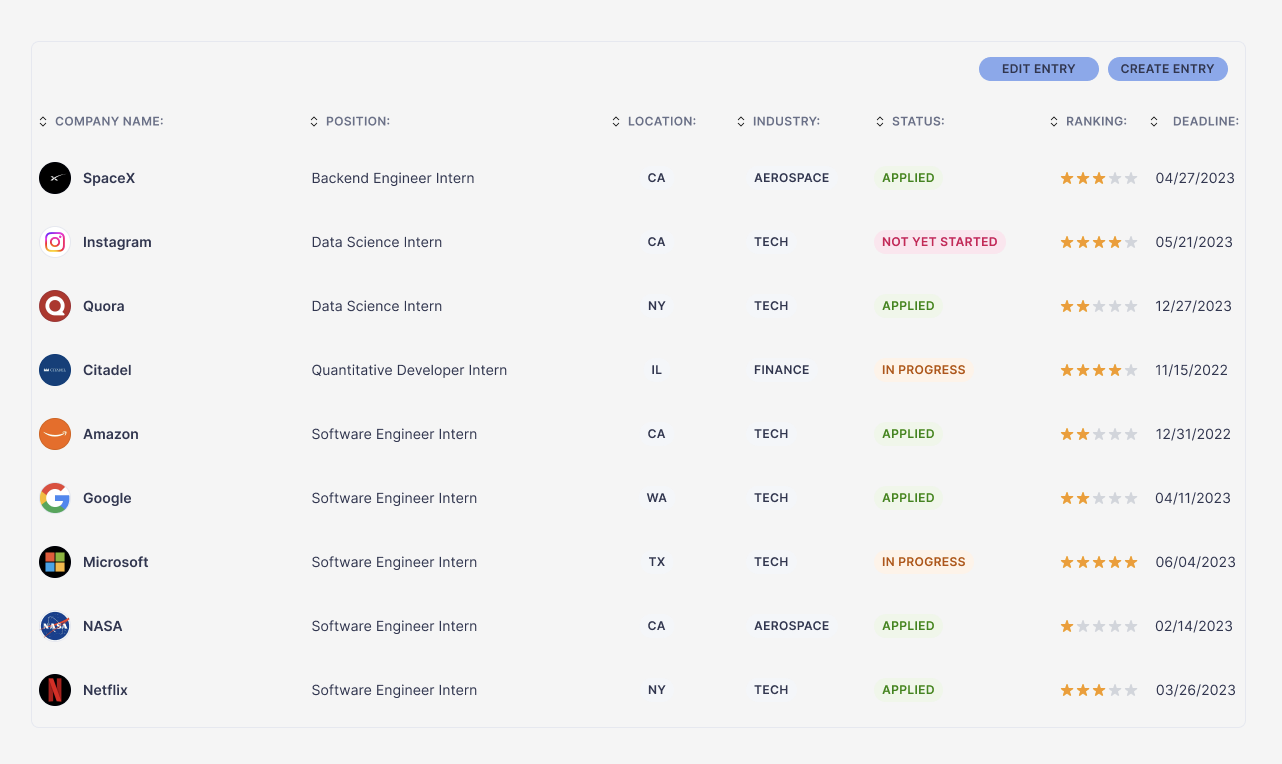 EDIT ENTRY CREATE ENTRY
COMPANY NAME: POSITION: LOCATION: INDUSTRY: STATUS: RANKING: DEADLINE:
SpaceX Backend Engineer Intern CA AEROSPACE APPLIED 04/27/2023
Instagram Data Science Intern CA TECH NOT YET STARTED 05/21/2023
Quora Data Science Intern NY TECH APPLIED 12/27/2023
CITADEL Citadel Quantitative Developer Intern IL FINANCE IN PROGRESS 11/15/2022
Amazon Software Engineer Intern CA TECH APPLIED 12/31/2022
Google Software Engineer Intern WA TECH APPLIED 04/11/2023
Microsoft Software Engineer Intern TX TECH IN PROGRESS 06/04/2023
NASA NASA Software Engineer Intern CA AEROSPACE APPLIED 02/14/2023
Netflix Software Engineer Intern NY TECH APPLIED 03/26/2023